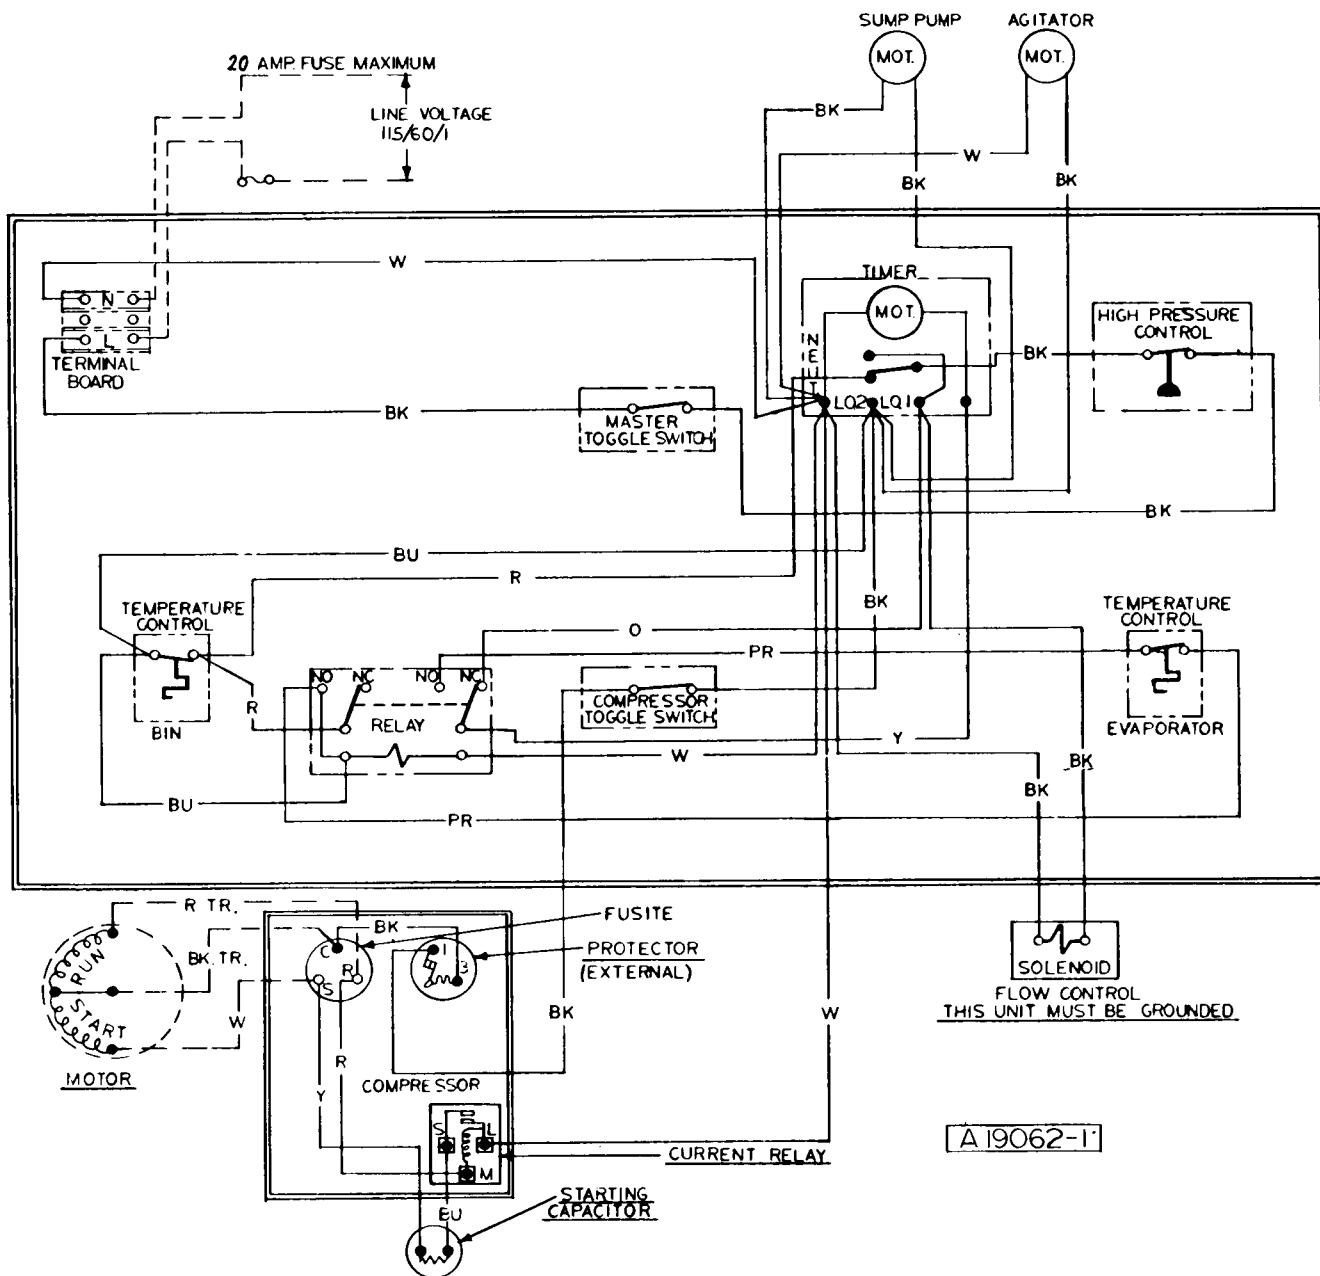 SUMP PUMP
AGITATOR
MOT.
MOT.
20 AMP. FUSE MAXIMUM
LINE VOLTAGE
115/60/1
BK
W
BK
BK
W
TIMER
MOT.
N
L
TERMINAL
BOARD
NEUT
BK
HIGH PRESSURE
CONTROL
BK
MASTER
TOGGLE SWITCH
LO2
LO1
BK
BU
R
BK
TEMPERATURE
CONTROL
BIN
O
PR
TEMPERATURE
CONTROL
EVAPORATOR
NO
NC
NO
NC
R
RELAY
COMPRESSOR
TOGGLE SWITCH
Y
W
BK
BK
BU
PR
R TR.
BK. TR.
W
RUN
START
MOTOR
FUSITE
BK
C
S
R
1
3
PROTECTOR
(EXTERNAL)
BK
W
SOLENOID
FLOW CONTROL
THIS UNIT MUST BE GROUNDED
R
Y
COMPRESSOR
S
L
M
CURRENT RELAY
A19062-1
BU
STARTING
CAPACITOR